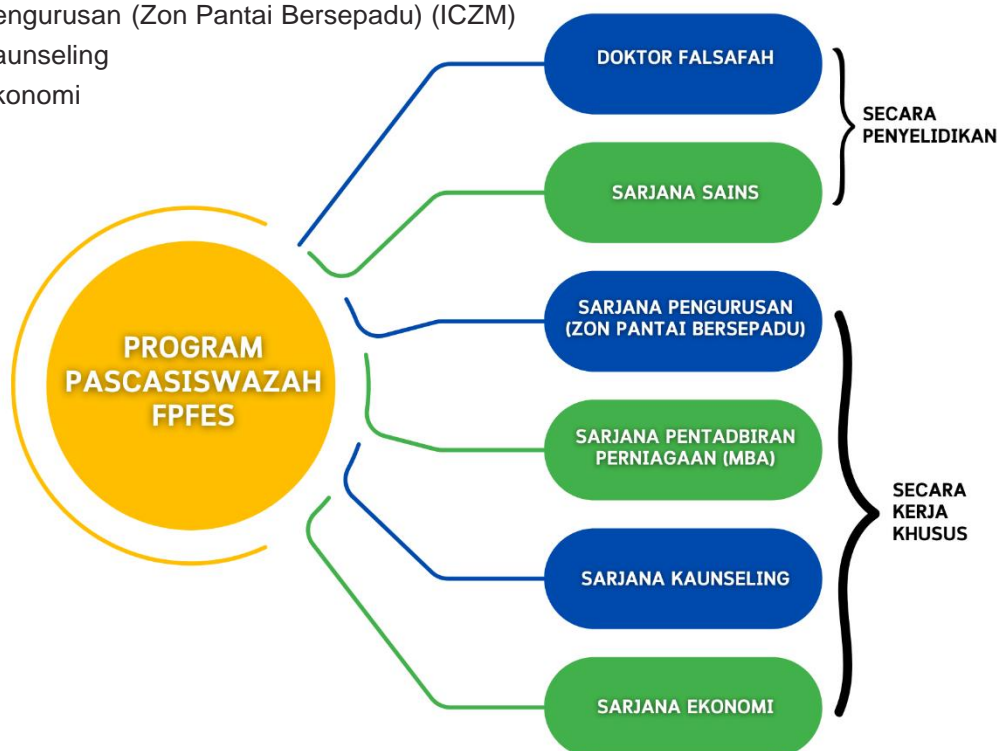 engurusan (Zon Pantai Bersepadu) (ICZM)
aunseling
konomi
PROGRAM
PASCASISWAZAH
FPFES
DOKTOR FALSAFAH
SARJANA SAINS
SECARA
PENYELIDIKAN
SARJANA PENGURUSAN
(ZON PANTAI BERSEPADU)
SARJANA PENTADBIRAN
PERNIAGAAN (MBA)
SARJANA KAUNSELING
SARJANA EKONOMI
SECARA
KERJA
KHUSUS